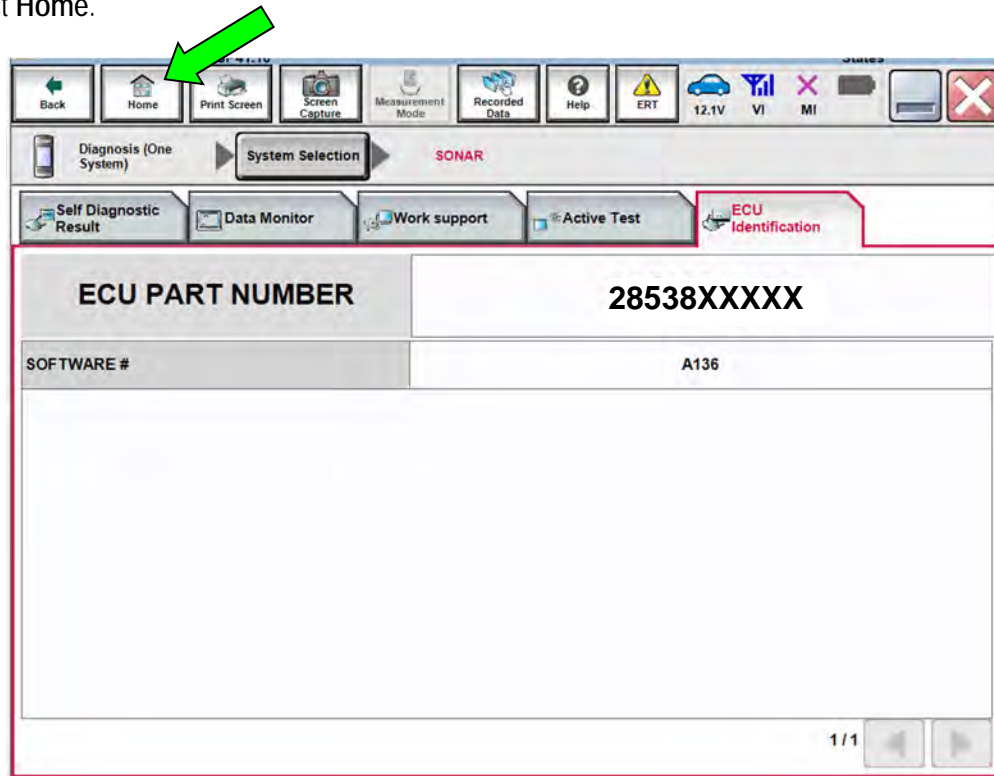 Home.
States
Back
Home
Print Screen
Screen
Capture
Measurement
Mode
Recorded
Data
Help
ERT
12.1V
VI
MI
Diagnosis (One
System)
System Selection
SONAR
Self Diagnostic
Result
Data Monitor
Work support
Active Test
ECU
Identification
ECU PART NUMBER
28538XXXXX
SOFTWARE #
A136
1/1